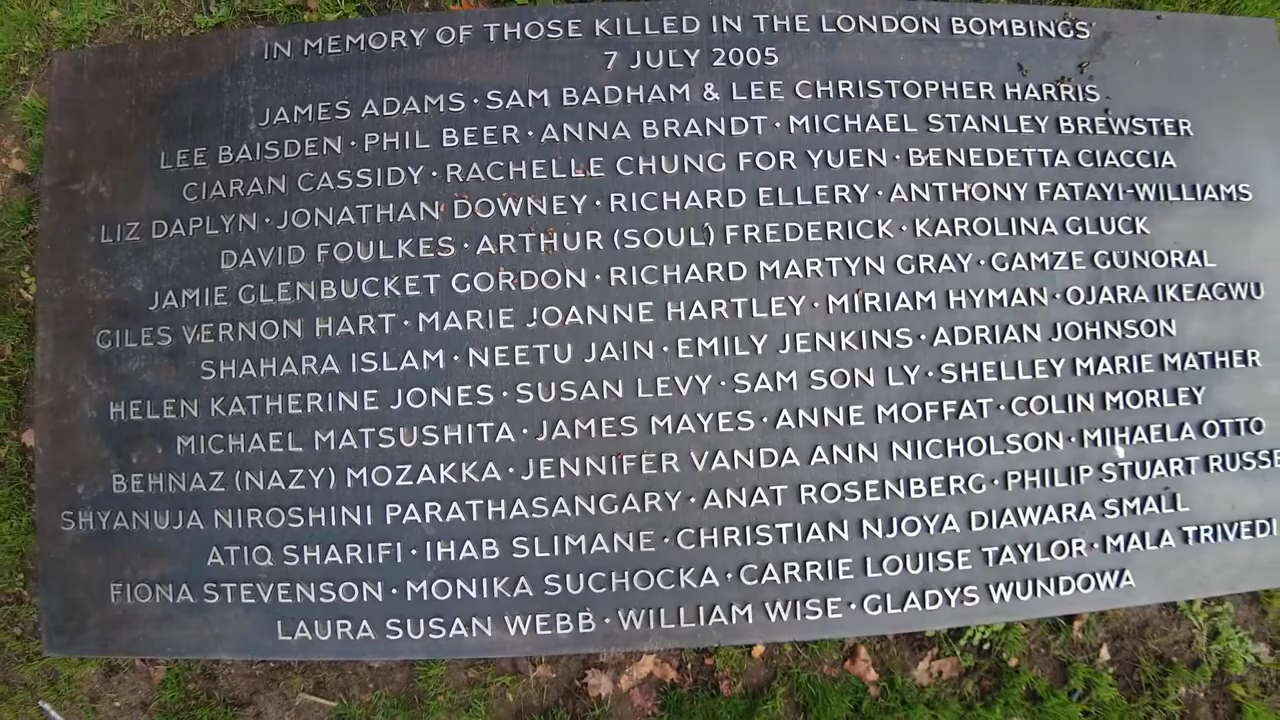 IN MEMORY OF THOSE KILLED IN THE LONDON BOMBINGS
7 JULY 2005
JAMES ADAMS · SAM BADHAM & LEE CHRISTOPHER HARRIS
LEE BAISDEN · PHIL BEER · ANNA BRANDT · MICHAEL STANLEY BREWSTER
CIARAN CASSIDY · RACHELLE CHUNG FOR YUEN · BENEDETTA CIACCIA
LIZ DAPLYN · JONATHAN DOWNEY · RICHARD ELLERY · ANTHONY FATAYI-WILLIAMS
DAVID FOULKES · ARTHUR (SOUL) FREDERICK · KAROLINA GLUCK
JAMIE GLENBUCKET GORDON · RICHARD MARTYN GRAY · GAMZE GÜNORAL
GILES VERNON HART · MARIE JOANNE HARTLEY · MIRIAM HYMAN · OJARA IKEAGWU
SHAHARA ISLAM · NEETU JAIN · EMILY JENKINS · ADRIAN JOHNSON
HELEN KATHERINE JONES · SUSAN LEVY · SAM SON LY · SHELLEY MARIE MATHER
MICHAEL MATSUSHITA · JAMES MAYES · ANNE MOFFAT · COLIN MORLEY
BEHNAZ (NAZY) MOZAKKA · JENNIFER VANDA ANN NICHOLSON · MIHAELA OTTO
SHYANUJA NIROSHINI PARATHASANGARY · ANAT ROSENBERG · PHILIP STUART RUSSE
ATIQ SHARIFI · IHAB SLIMANE · CHRISTIAN NJOYA DIAWARA SMALL
FIONA STEVENSON · MONIKA SUCHOCKA · CARRIE LOUISE TAYLOR · MALA TRIVEDI
LAURA SUSAN WEBB · WILLIAM WISE · GLADYS WUNDOWA